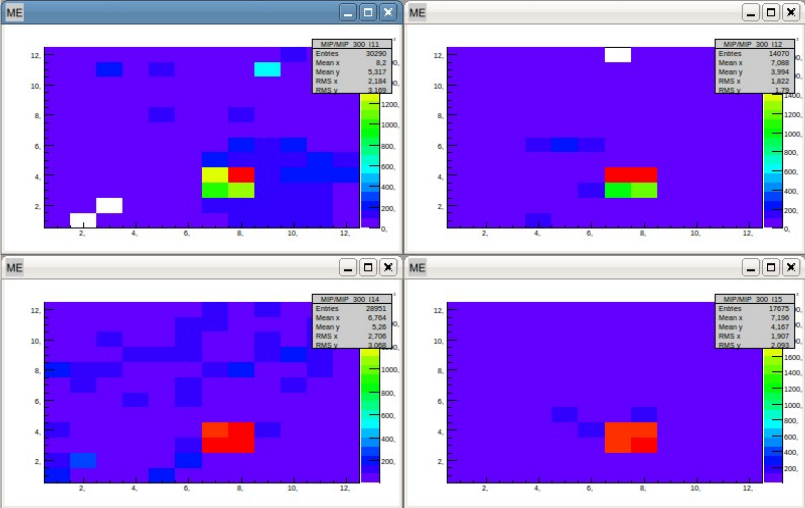 ME
MIP/MIP_300_I11
Entries 30290
Mean x 8,2
Mean y 5,317
RMS x 2,184
RMS y 3,169
12,
10,
8,
6,
4,
2,
2, 4, 6, 8, 10, 12,
1200,
1000,
800,
600,
400,
200,
0,
ME
MIP/MIP_300_I12
Entries 14070
Mean x 7,088
Mean y 3,994
RMS x 1,822
RMS y 1,79
12,
10,
8,
6,
4,
2,
2, 4, 6, 8, 10, 12,
1400,
1200,
1000,
800,
600,
400,
200,
0,
ME
MIP/MIP_300_I14
Entries 28951
Mean x 6,764
Mean y 5,26
RMS x 2,706
RMS y 3,068
12,
10,
8,
6,
4,
2,
2, 4, 6, 8, 10, 12,
1000,
800,
600,
400,
200,
ME
MIP/MIP_300_I15
Entries 17675
Mean x 7,196
Mean y 4,167
RMS x 1,907
RMS y 2,093
12,
10,
8,
6,
4,
2,
2, 4, 6, 8, 10, 12,
1600,
1400,
1200,
1000,
800,
600,
400,
200,